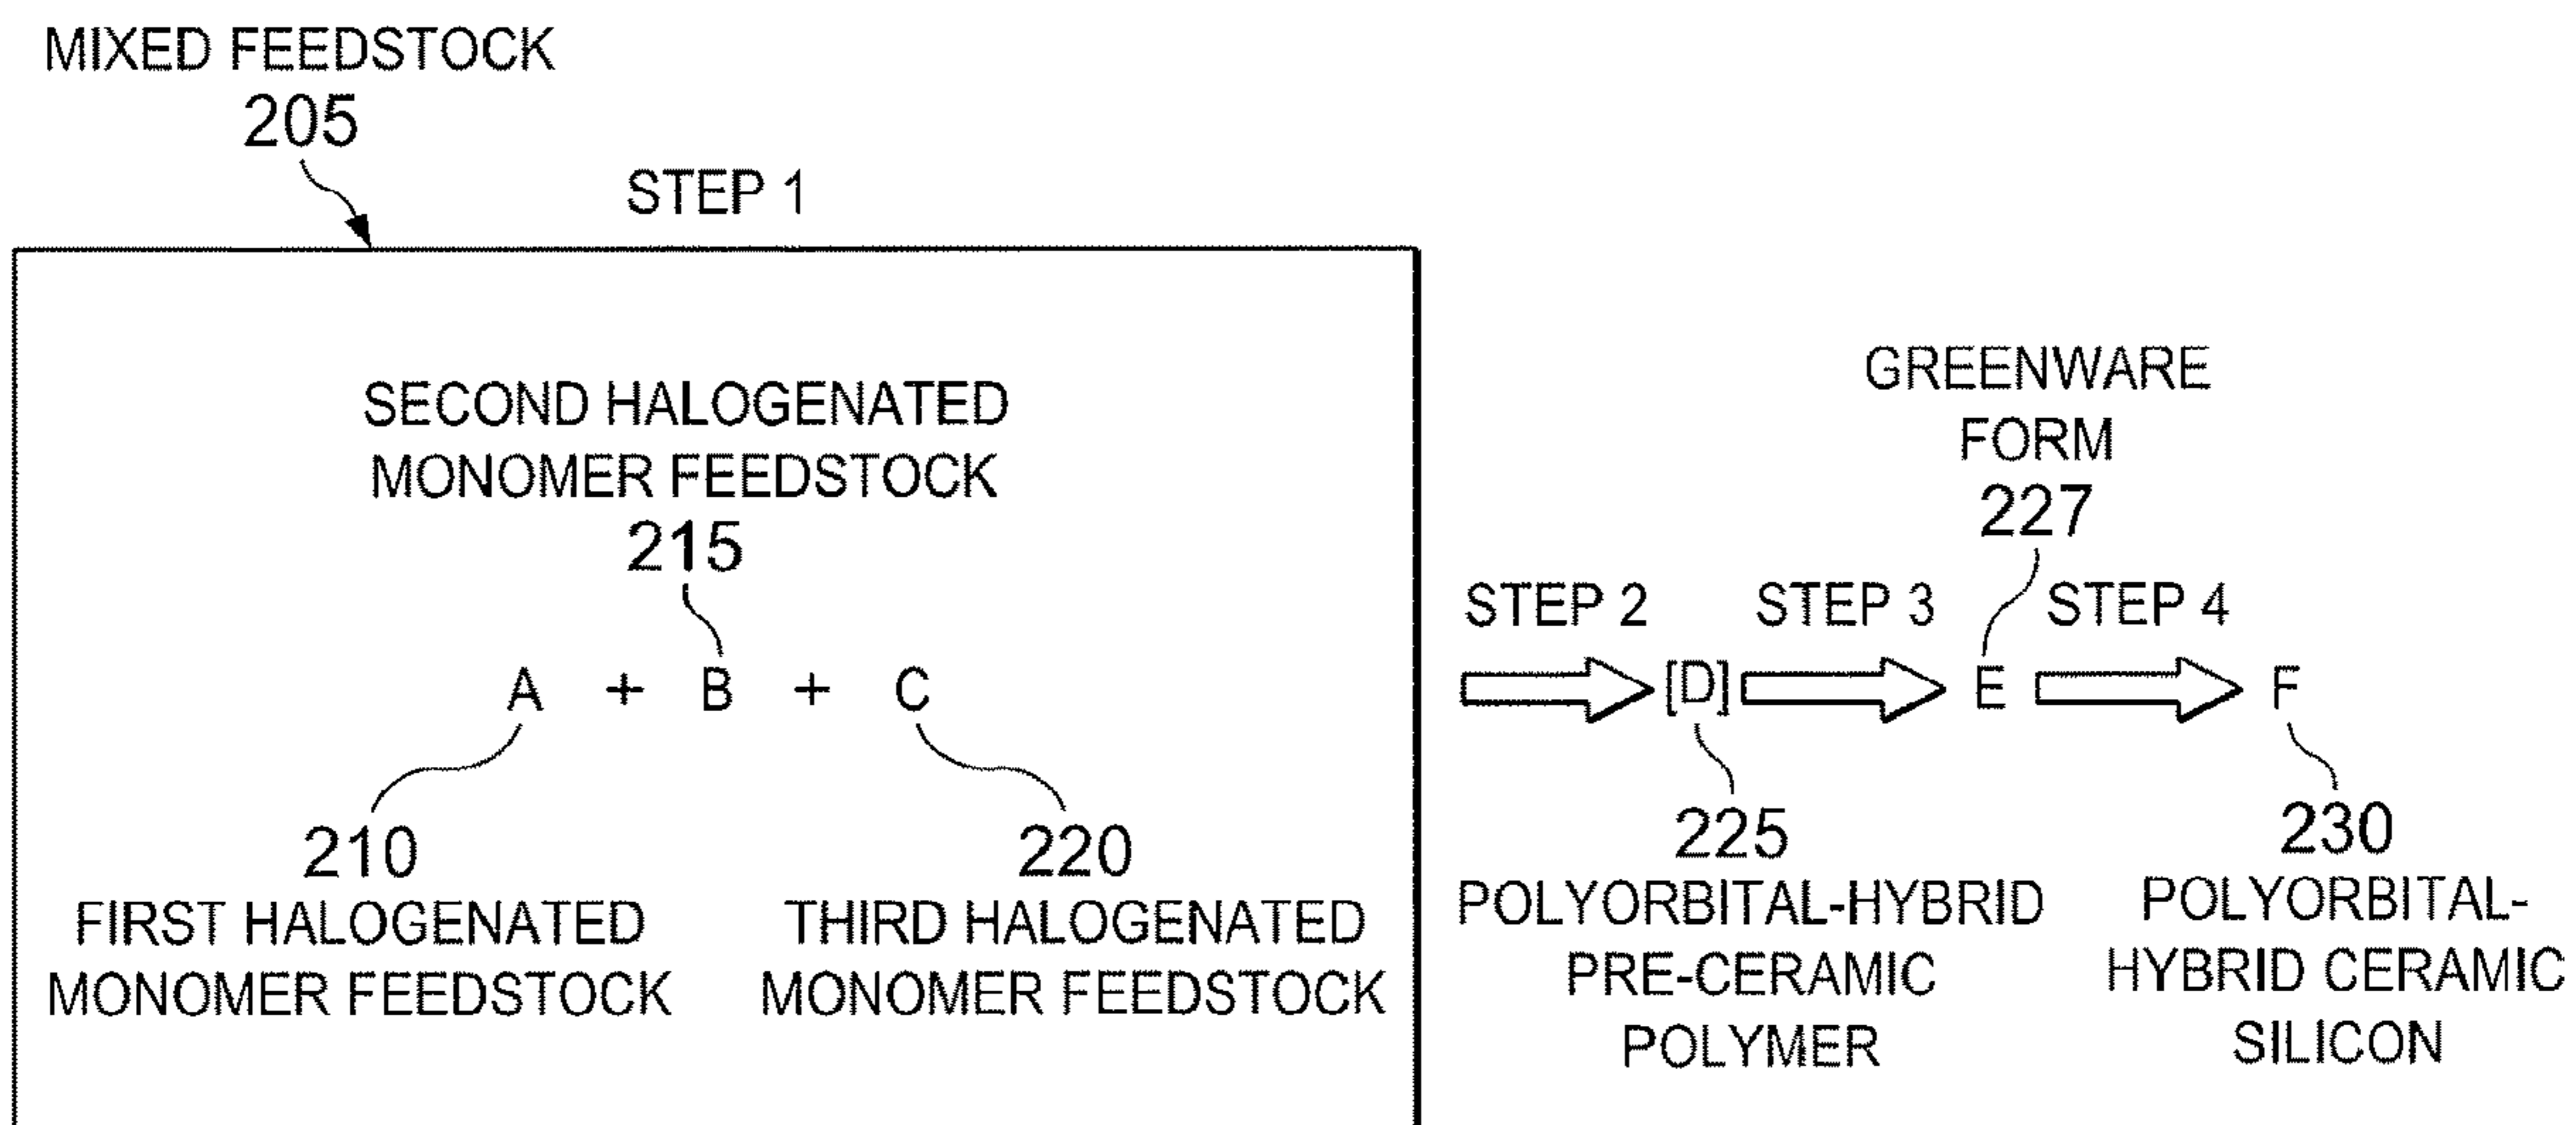 MIXED FEEDSTOCK
205
STEP 1
SECOND HALOGENATED
MONOMER FEEDSTOCK
215
A + B + C
210
FIRST HALOGENATED
MONOMER FEEDSTOCK
220
THIRD HALOGENATED
MONOMER FEEDSTOCK
STEP 2
[D]
225
POLYORBITAL-HYBRID
PRE-CERAMIC
POLYMER
STEP 3
GREENWARE
FORM
227
E
STEP 4
F
230
POLYORBITAL-
HYBRID CERAMIC
SILICON